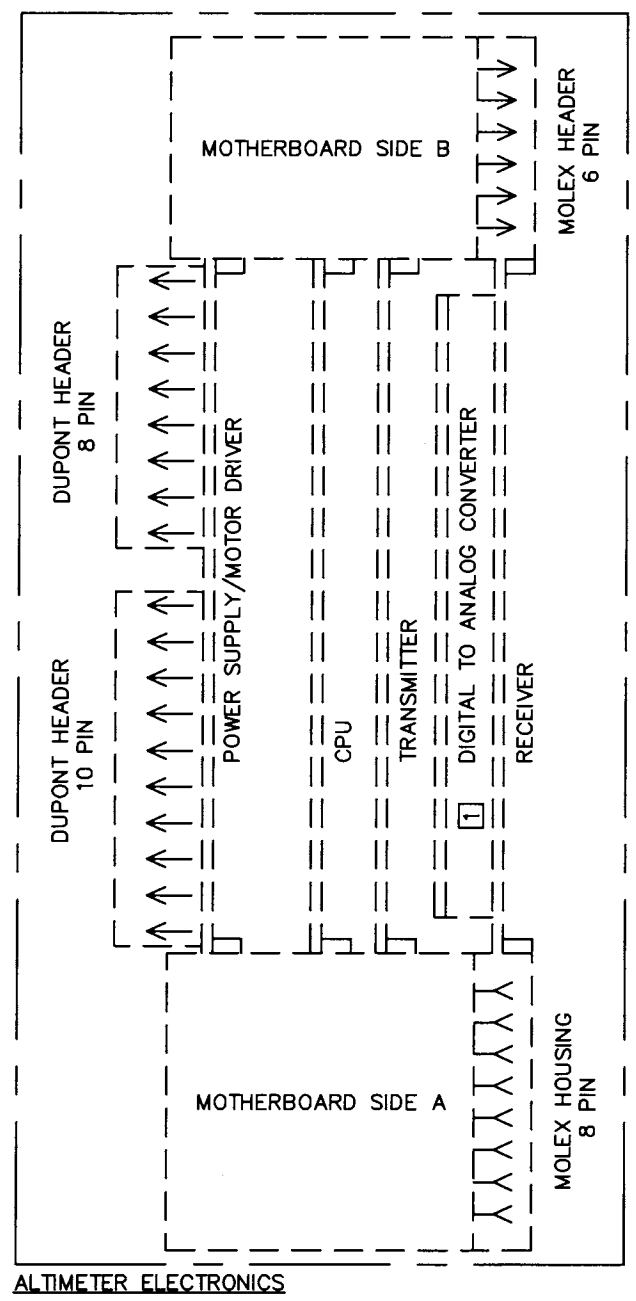 MOTHERBOARD SIDE B
MOLEX HEADER
6 PIN
DUPONT HEADER
8 PIN
DUPONT HEADER
10 PIN
POWER SUPPLY/MOTOR DRIVER
CPU
TRANSMITTER
1 DIGITAL TO ANALOG CONVERTER
RECEIVER
MOTHERBOARD SIDE A
MOLEX HOUSING
8 PIN
ALTIMETER ELECTRONICS